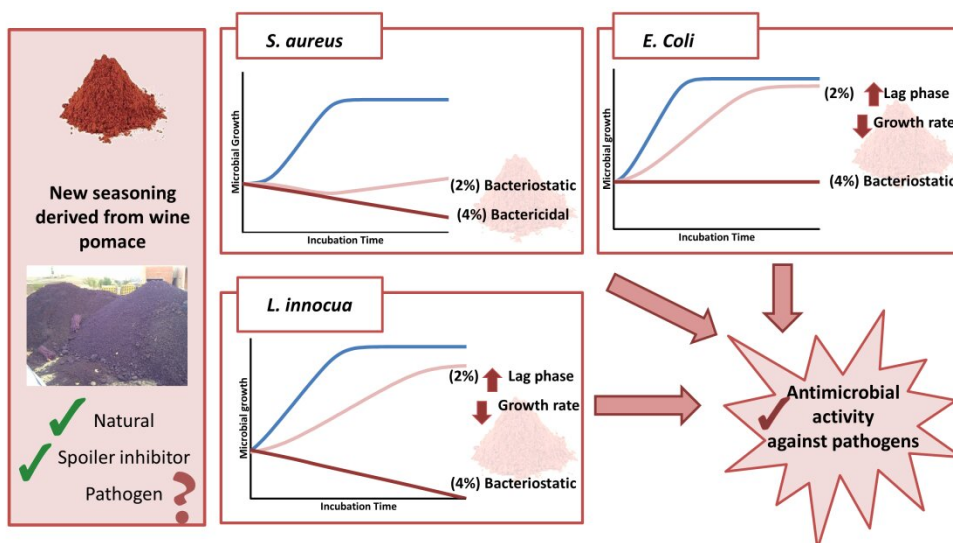 New seasoning
derived from wine
pomace
Natural
Spoiler inhibitor
Pathogen ?
S. aureus
Microbial Growth
(2%) Bacteriostatic
(4%) Bactericidal
Incubation Time
E. Coli
Microbial growth
(2%) Lag phase
Growth rate
(4%) Bacteriostatic
Incubation Time
L. innocua
Microbial growth
(2%) Lag phase
Growth rate
(4%) Bacteriostatic
Incubation Time
Antimicrobial
activity
against pathogens